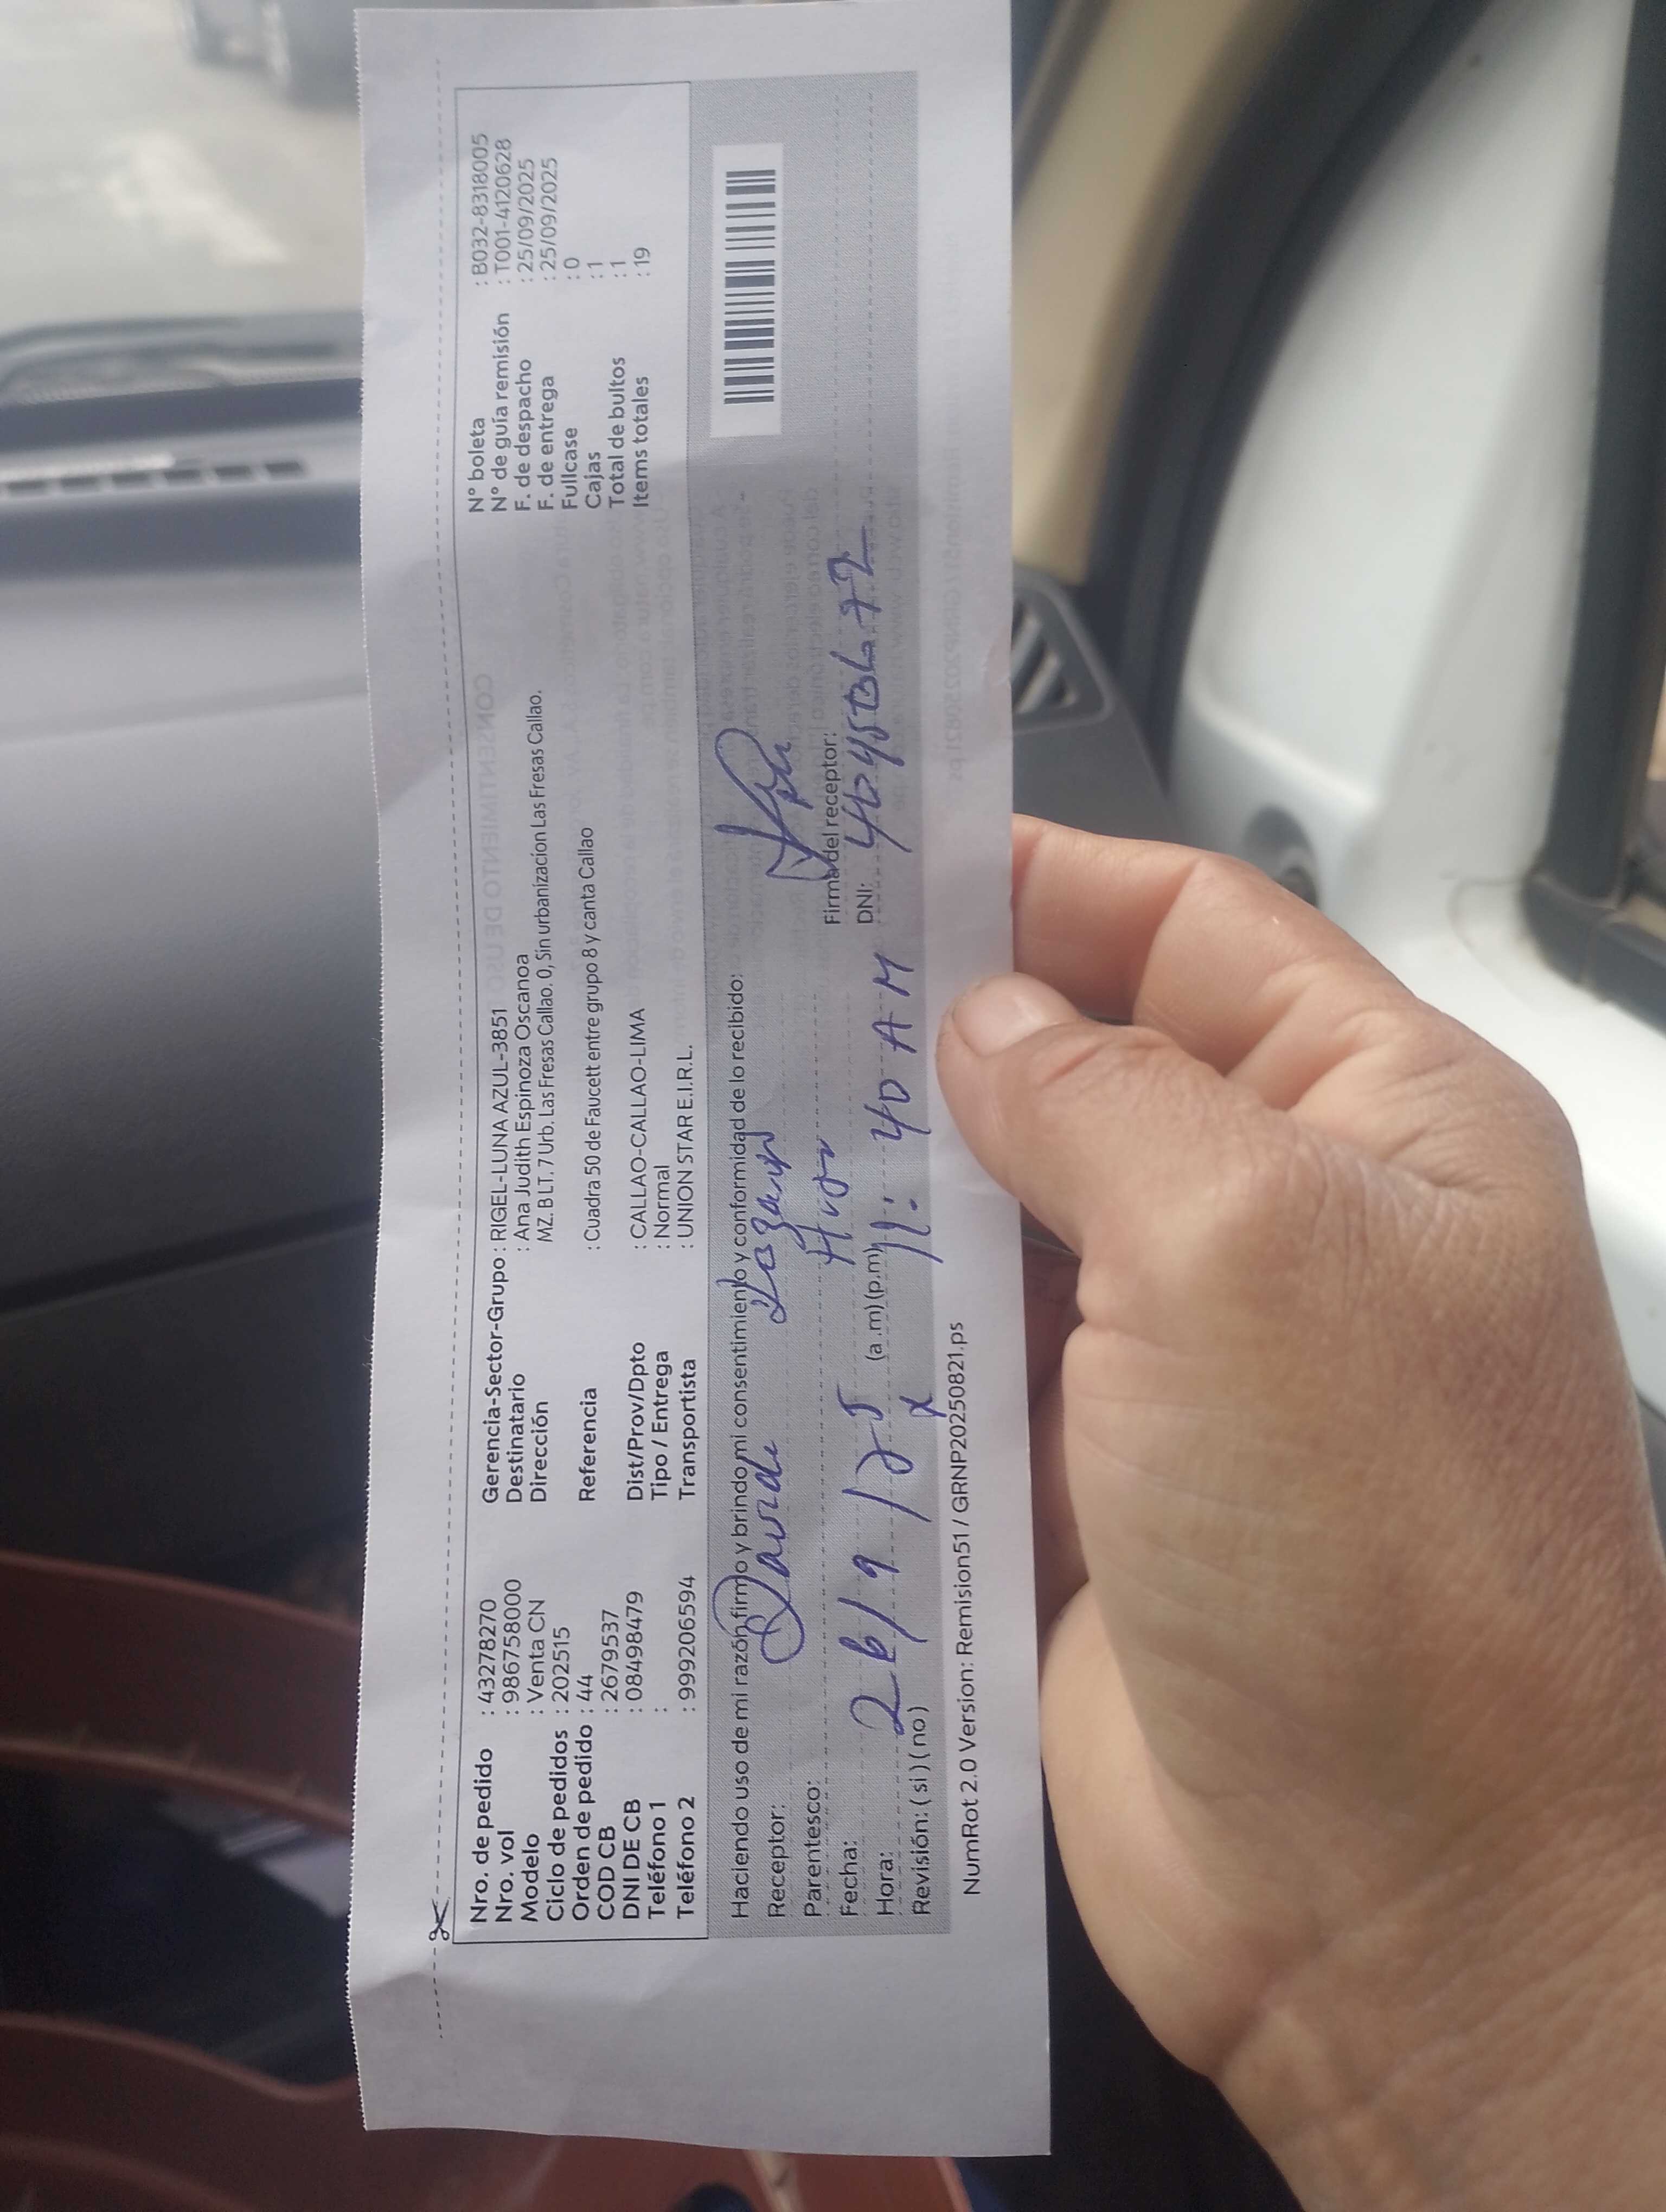 Nro. de pedido : 43278270
Nro. vol : 986758000
Modelo : Venta CN
Ciclo de pedidos : 202515
Orden de pedido : 44
COD CB : 2679537
DNI DE CB : 08498479
Teléfono 1 :
Teléfono 2 : 999206594
Gerencia-Sector-Grupo : RIGEL-LUNA AZUL-3851
Destinatario : Ana Judith Espinoza Oscanoa
Dirección MZ. B LT. 7 Urb. Las Fresas Callao. 0, Sin urbanizacion Las Fresas Callao.
Referencia : Cuadra 50 de Faucett entre grupo 8 y canta Callao
Dist/Prov/Dpto : CALLAO-CALLAO-LIMA
Tipo / Entrega : Normal
Transportista : UNION STAR E.I.R.L.
N° boleta : B032-8318005
N° de guía remisión : T001-4120628
F. de despacho : 25/09/2025
F. de entrega : 25/09/2025
Fullcase : 0
Cajas : 1
Total de bultos : 1
Items totales : 19
Haciendo uso de mi razón firmo y brindo mi consentimiento y conformidad de lo recibido:
Receptor: Lozano
Parentesco:
Firma del receptor:
Fecha: 26/9/25
Hora: (a.m) (p.m) 11:40 AM
DNI:
Revisión: ( si ) ( no ) x
NumRot 2.0 Version: Remision51 / GRNP20250821.ps